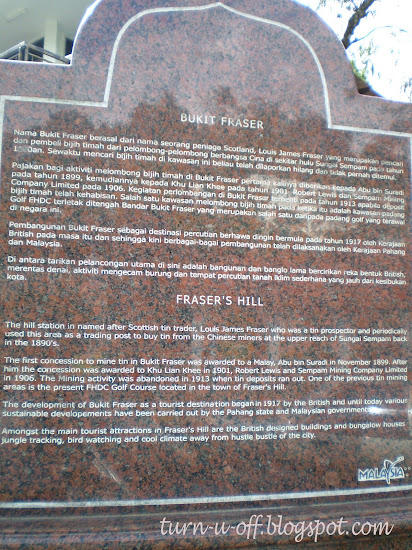 BUKIT FRASER
Nama Bukit Fraser berasal dari nama seorang peniaga Scotland, Louis James Fraser yang merupakan pencari
dan pembeli bijih timah dari pelombong-pelombong berbangsa Cina di sekitar hulu Sungai Sempam pada tahun
Sewaktu mencari bijih timah di kawasan ini beliau telah dilaporkan hilang dan tidak pernah ditemui.
Pajakan bagi aktiviti melombong bijih timah di Bukit Fraser pertama kalinya diberikan kepada Abu bin Suradi
pada tahun 1899, kemudiannya kepada Khu Lian Khee pada tahun 1901, Robert Lewis dan Sempam Mining
Company Limited pada 1906. Kegiatan perlombongan di Bukit Fraser terhenti pada tahun 1913 apabila deposit
bijih timah telah kehabisan. Salah satu kawasan melombong bijih timah pada ketika itu adalah kawasan padang
Golf FHDC terletak ditengah Bandar Bukit Fraser yang merupakan salah satu daripada padang golf yang terawal
di negara ini.
Pembangunan Bukit Fraser sebagai destinasi percutian berhawa dingin bermula pada tahun 1917 oleh Kerajaan
British pada masa itu dan sehingga kini berbagai-bagai pembangunan telah dilaksanakan oleh Kerajaan Pahang
dan Malaysia.
Di antara tarikan pelancongan utama di sini adalah bangunan dan banglo lama bercirikan reka bentuk British,
merentas denai, aktiviti mengecam burung dan tempat percutian tanah tinggi sederhana yang jauh dari kesibukan
kota.
FRASER'S HILL
The hill station in named after Scottish tin trader, Louis James Fraser who was a tin prospector and periodically
used this area as a trading post to buy tin from the Chinese miners at the upper reach of Sungai Sempam back
in the 1890's.
The first concession to mine tin in Bukit Fraser was awarded to a Malay, Abu bin Suradi in November 1899. After
him the concession was awarded to Khu Lian Khee in 1901, Robert Lewis and Sempam Mining Company Limited
in 1906. The Mining activity was abandoned in 1913 when tin deposits ran out. One of the previous tin mining
areas is the present FHDC Golf Course located in the town of Fraser's Hill.
The development of Bukit Fraser as a tourist destination began in 1917 by the British and until today various
sustainable developements have been carried out by the Pahang state and Malaysian government
Amongst the main tourist attractions in Fraser's Hill are the British designed buildings and bungalow houses
jungle tracking, bird watching and cool climate away from hustle bustle of the city.
MALAYSIA
turn-u-off.blogspot.com